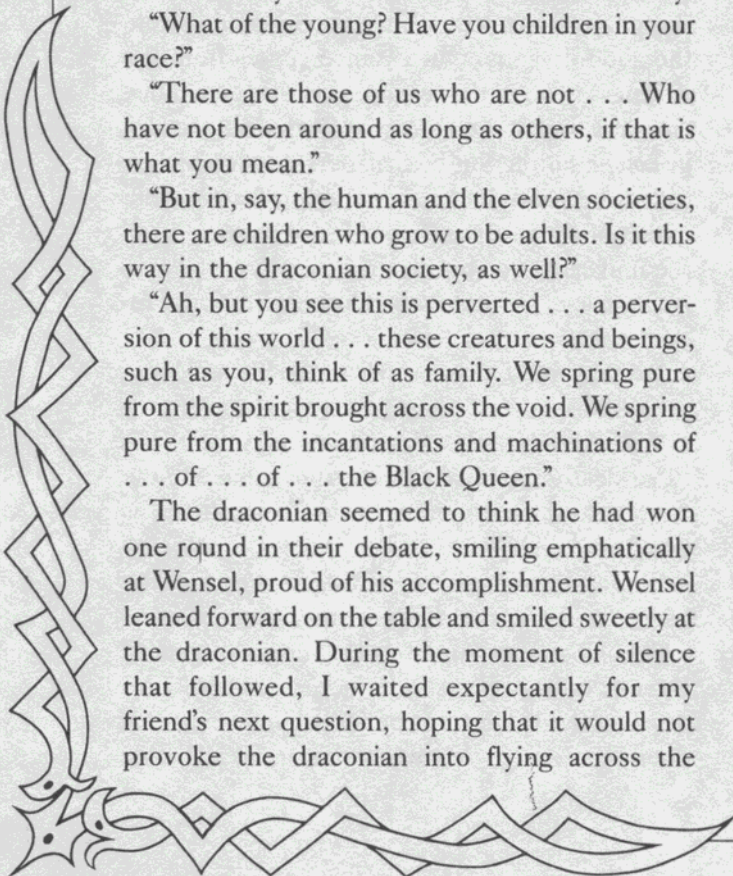 “What of the young? Have you children in your
race?”
“There are those of us who are not . . . Who
have not been around as long as others, if that is
what you mean.”
“But in, say, the human and the elven societies,
there are children who grow to be adults. Is it this
way in the draconian society, as well?”
“Ah, but you see this is perverted . . . a perver-
sion of this world . . . these creatures and beings,
such as you, think of as family. We spring pure
from the spirit brought across the void. We spring
pure from the incantations and machinations of
. . . of . . . of . . . the Black Queen.”
The draconian seemed to think he had won
one round in their debate, smiling emphatically
at Wensel, proud of his accomplishment. Wensel
leaned forward on the table and smiled sweetly at
the draconian. During the moment of silence
that followed, I waited expectantly for my
friend’s next question, hoping that it would not
provoke the draconian into flying across the